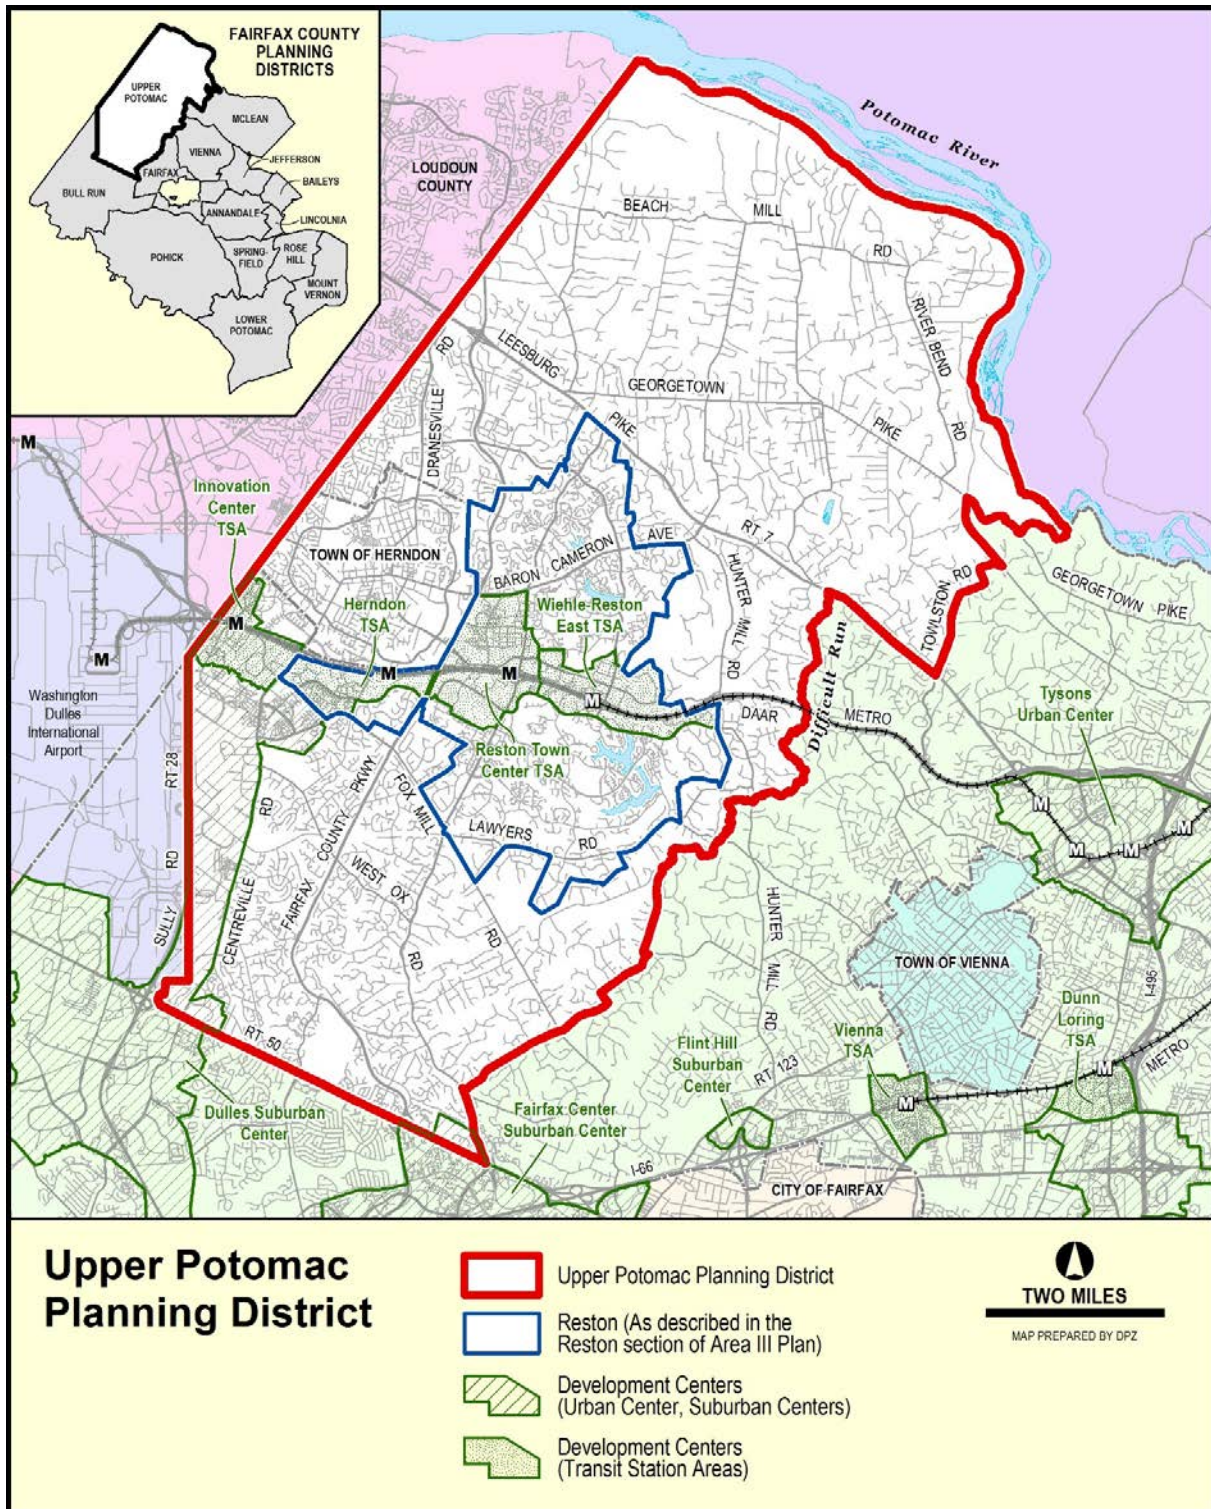 FAIRFAX COUNTY
PLANNING
DISTRICTS
UPPER
POTOMAC
MCLEAN
VIENNA
JEFFERSON
FAIRFAX
BAILEYS
BULL RUN
ANNANDALE
LINCOLNIA
POHICK
SPRING-
FIELD
ROSE
HILL
MOUNT
VERNON
LOWER
POTOMAC
LOUDOUN
COUNTY
Potomac River
BEACH MILL RD
RIVER BEND RD
DRANESVILLE RD
LEESBURG PIKE
GEORGETOWN PIKE
RT 7
M
Innovation
Center
TSA
TOWN OF HERNDON
BARON CAMERON AVE
HUNTER MILL RD
TOWLSTON RD
GEORGETOWN PIKE
Herndon
TSA
Wiehle-Reston
East TSA
M
M
M
M
M
Washington
Dulles
International
Airport
Difficult Run
DAAR
METRO
Tysons
Urban Center
Reston Town
Center TSA
RT 28
SULLY RD
CENTREVILLE RD
FAIRFAX COUNTY PKWY
FOX MILL RD
WEST OX RD
LAWYERS RD
M
M
M
M
HUNTER MILL RD
TOWN OF VIENNA
I-495
Dunn
Loring
TSA
Vienna
TSA
Flint Hill
Suburban
Center
RT 123
RT 50
METRO
M
M
Dulles Suburban
Center
Fairfax Center
Suburban Center
I-66
CITY OF FAIRFAX
Upper Potomac
Planning District
Upper Potomac Planning District
Reston (As described in the
Reston section of Area III Plan)
Development Centers
(Urban Center, Suburban Centers)
Development Centers
(Transit Station Areas)
TWO MILES
MAP PREPARED BY DPZ